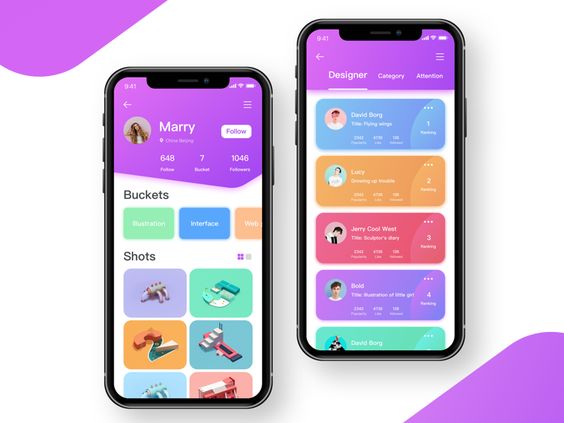 9:41
Marry
Chine Beijing
Follow
648
7
1046
Follow
Bucket
Followers
Buckets
Illustration
Interface
Web
Shots
9:41
Designer
Category
Attention
David Borg
Title: Flying wings
2342
4736
136
Popularity
Like
followed
1
Ranking
Lucy
Growing up trouble
2342
4736
136
Popularity
Like
followed
2
Ranking
Jerry Cool West
Title: Sculptor's diary
2342
4736
136
Popularity
Like
followed
3
Ranking
Bold
Title: Illustration of little girl
2342
4736
136
Popularity
Like
followed
4
Ranking
David Borg